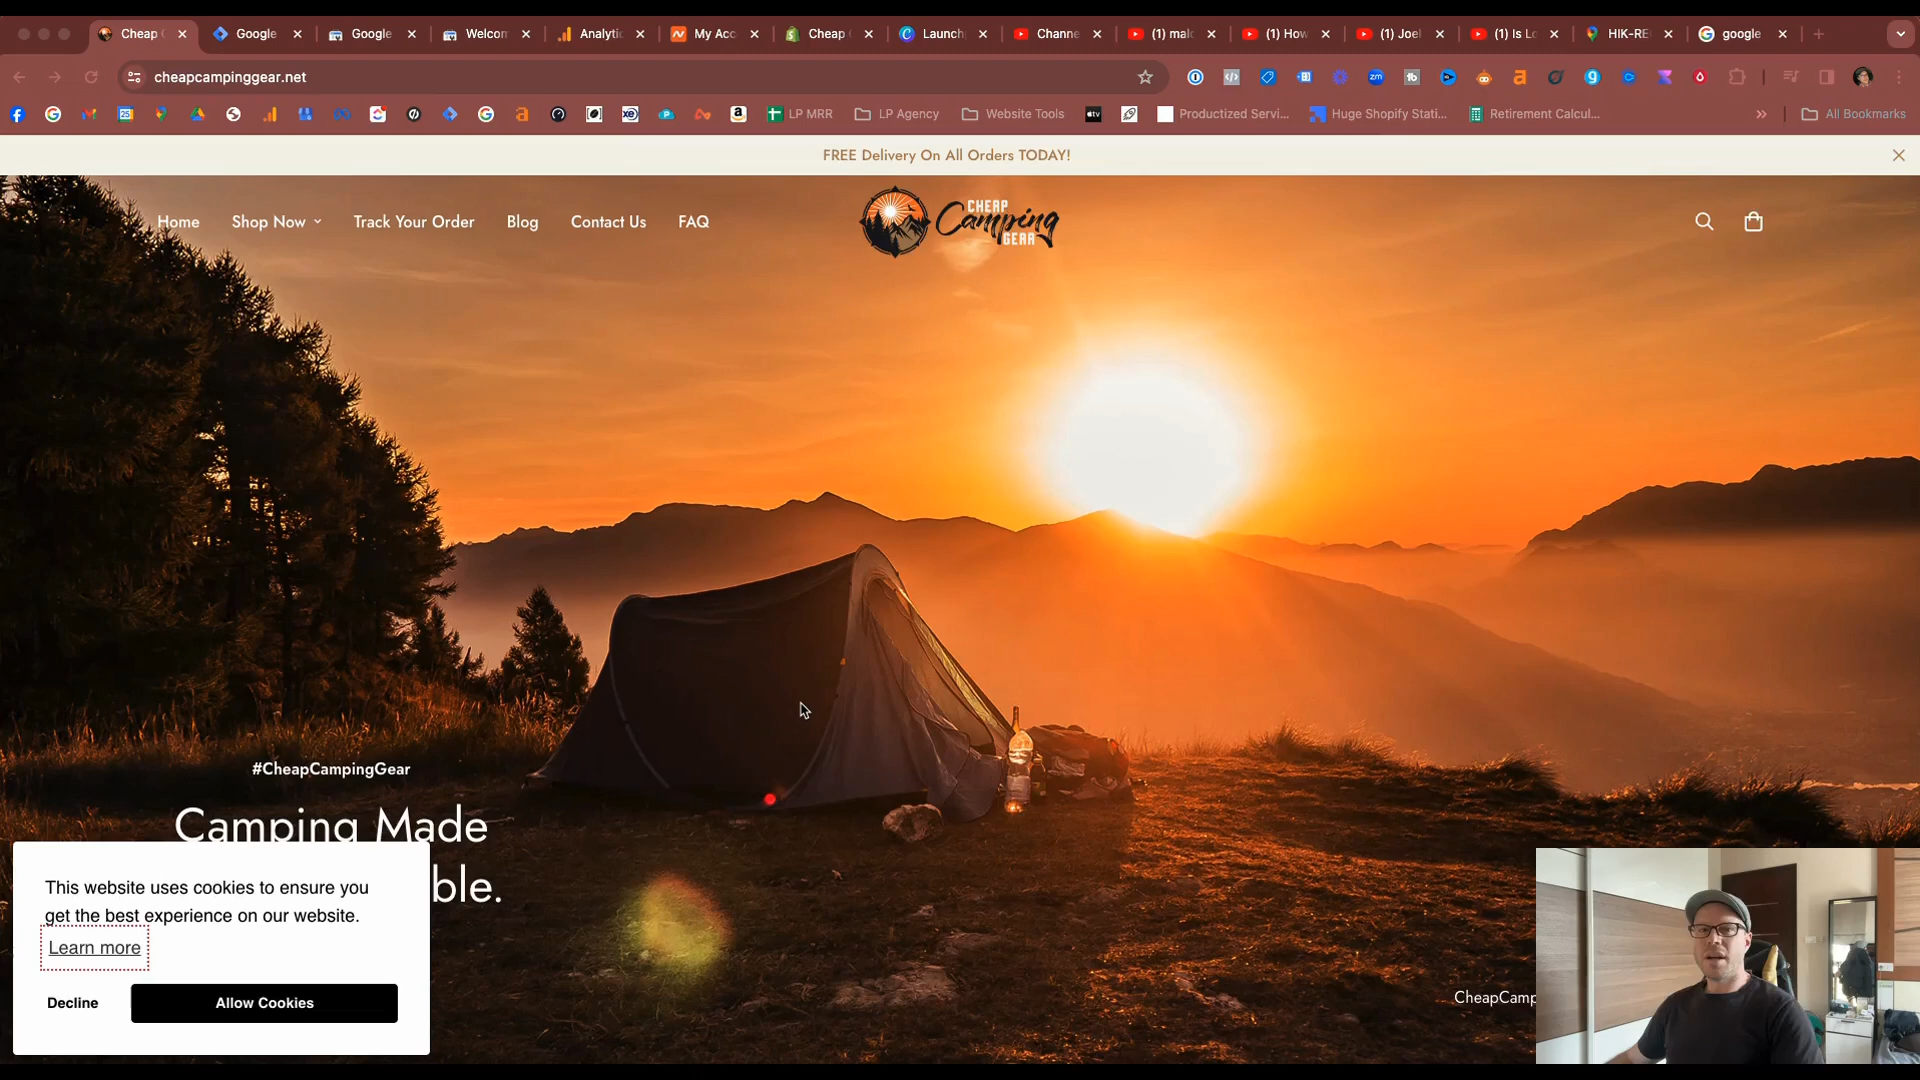 Cheap
Google
Google
Welcom
Analytic
My Acc
Cheap
Launch
Channe
(1) malc
(1) How
(1) Joel
(1) Is Lo
HIK-RE
google
cheapcampinggear.net
LP MRR
LP Agency
Website Tools
Productized Servi...
Huge Shopify Stati...
Retirement Calcul...
All Bookmarks
FREE Delivery On All Orders TODAY!
Home
Shop Now
Track Your Order
Blog
Contact Us
FAQ
CHEAP
Camping
GEAR
#CheapCampingGear
Camping Made
ble.
This website uses cookies to ensure you
get the best experience on our website.
Learn more
Decline
Allow Cookies
CheapCamp